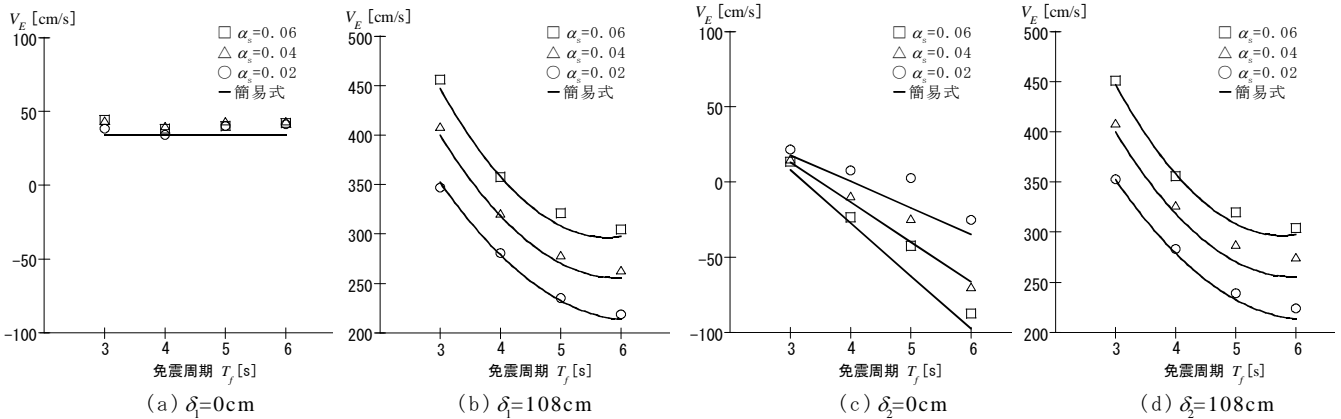 V_E [cm/s]
100
50
0
-50
-100
3 4 5 6
□ α_s=0.06
△ α_s=0.04
○ α_s=0.02
簡易式
免震周期 T_f [s]
(a) δ_1=0cm
V_E [cm/s]
500
450
400
350
300
250
200
3 4 5 6
□ α_s=0.06
△ α_s=0.04
○ α_s=0.02
簡易式
免震周期 T_f [s]
(b) δ_1=108cm
V_E [cm/s]
100
50
0
-50
-100
3 4 5 6
□ α_s=0.06
△ α_s=0.04
○ α_s=0.02
簡易式
免震周期 T_f [s]
(c) δ_2=0cm
V_E [cm/s]
500
450
400
350
300
250
200
3 4 5 6
□ α_s=0.06
△ α_s=0.04
○ α_s=0.02
簡易式
免震周期 T_f [s]
(d) δ_2=108cm